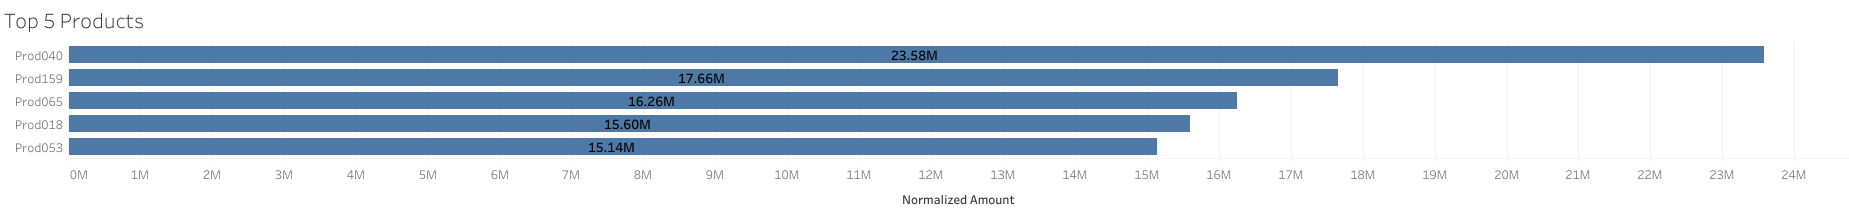 Top 5 Products
Prod040 23.58M
Prod159 17.66M
Prod065 16.26M
Prod018 15.60M
Prod053 15.14M
0M 1M 2M 3M 4M 5M 6M 7M 8M 9M 10M 11M 12M 13M 14M 15M 16M 17M 18M 19M 20M 21M 22M 23M 24M
Normalized Amount